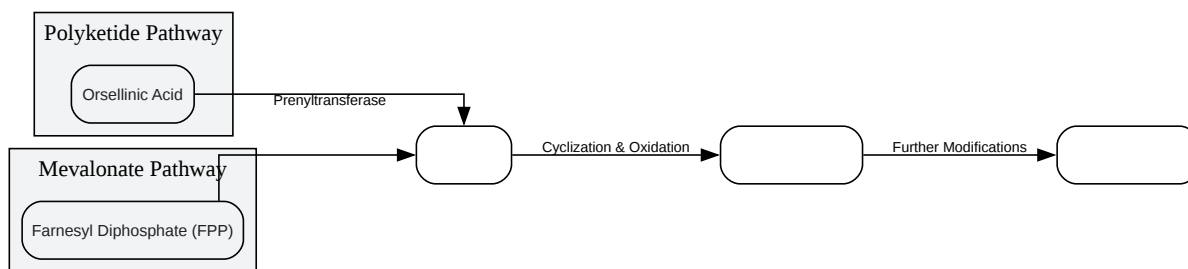 Polyketide Pathway
Orsellinic Acid
Prenyltransferase
Mevalonate Pathway
Farnesyl Diphosphate (FPP)
Cyclization & Oxidation
Further Modifications